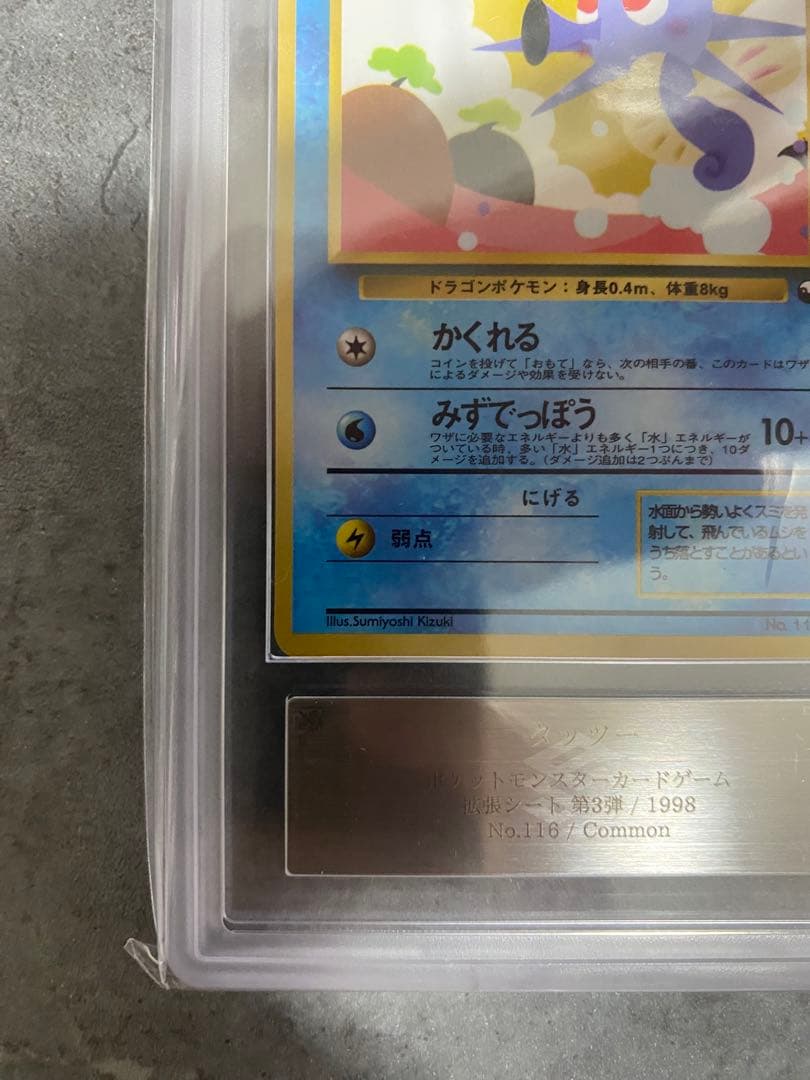 ドラゴンポケモン：身長0.4m、体重8kg
かくれる
コインを投げて「おもて」なら、次の相手の番、このカードはワザ
によるダメージや効果を受けない。
みずでっぽう
10+
ワザに必要なエネルギーよりも多く「水」エネルギーが
ついている時、多い「水」エネルギー1つにつき、10ダ
メージを追加する。（ダメージ追加は2つぶんまで）
にげる
弱点
水面から勢いよくスミを発
射して、飛んでいるムシを
うち落とすことがあるとい
う。
Illus.Sumiyoshi Kizuki
No. 11
タッツー
ポケットモンスターカードゲーム
拡張シート 第3弾 / 1998
No.116 / Common